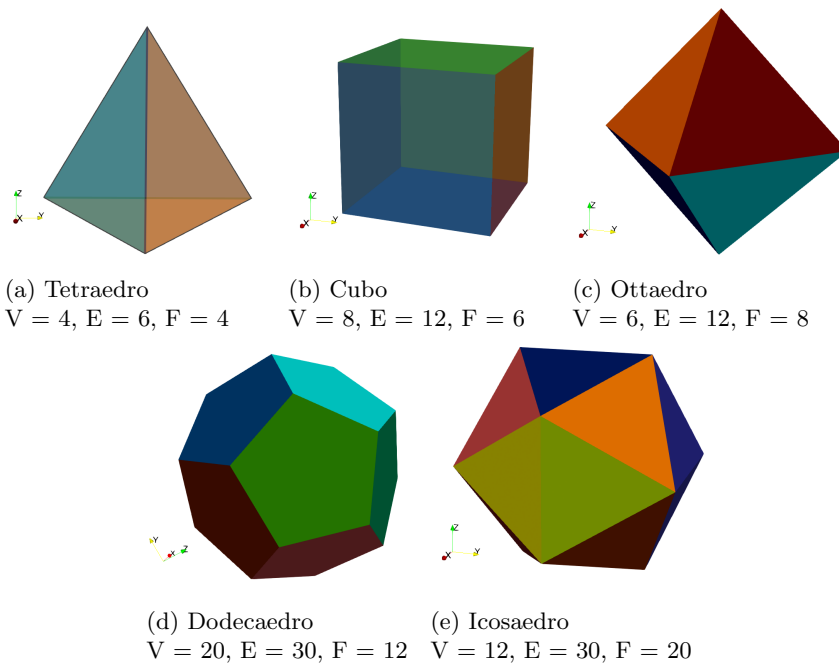 Z
X
Y
Z
X
Y
Z
X
Y
(a) Tetraedro
V = 4, E = 6, F = 4
(b) Cubo
V = 8, E = 12, F = 6
(c) Ottaedro
V = 6, E = 12, F = 8
Y
X
Z
Z
X
Y
(d) Dodecaedro
V = 20, E = 30, F = 12
(e) Icosaedro
V = 12, E = 30, F = 20